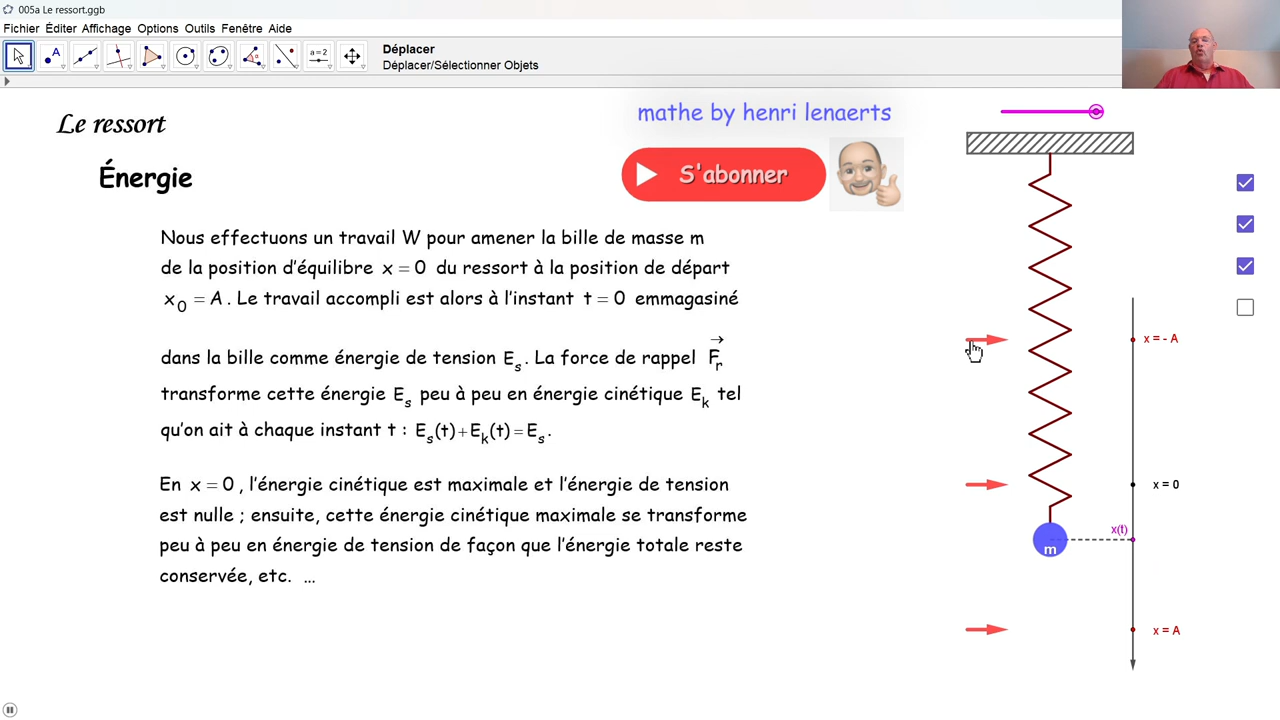 005a Le ressort.ggb
Fichier Éditer Affichage Options Outils Fenêtre Aide
A
a=2
Déplacer
Déplacer/Sélectionner Objets
Le ressort
mathe by henri lenaerts
Énergie
S'abonner
Nous effectuons un travail W pour amener la bille de masse m
de la position d'équilibre x = 0 du ressort à la position de départ
x₀ = A . Le travail accompli est alors à l'instant t = 0 emmagasiné
dans la bille comme énergie de tension Eₛ . La force de rappel F⃗ᵣ
transforme cette énergie Eₛ peu à peu en énergie cinétique Eₖ tel
qu'on ait à chaque instant t : Eₛ(t)+Eₖ(t)=Eₛ.
En x = 0 , l'énergie cinétique est maximale et l'énergie de tension
est nulle ; ensuite, cette énergie cinétique maximale se transforme
peu à peu en énergie de tension de façon que l'énergie totale reste
conservée, etc. ...
x = - A
x = 0
x(t)
m
x = A